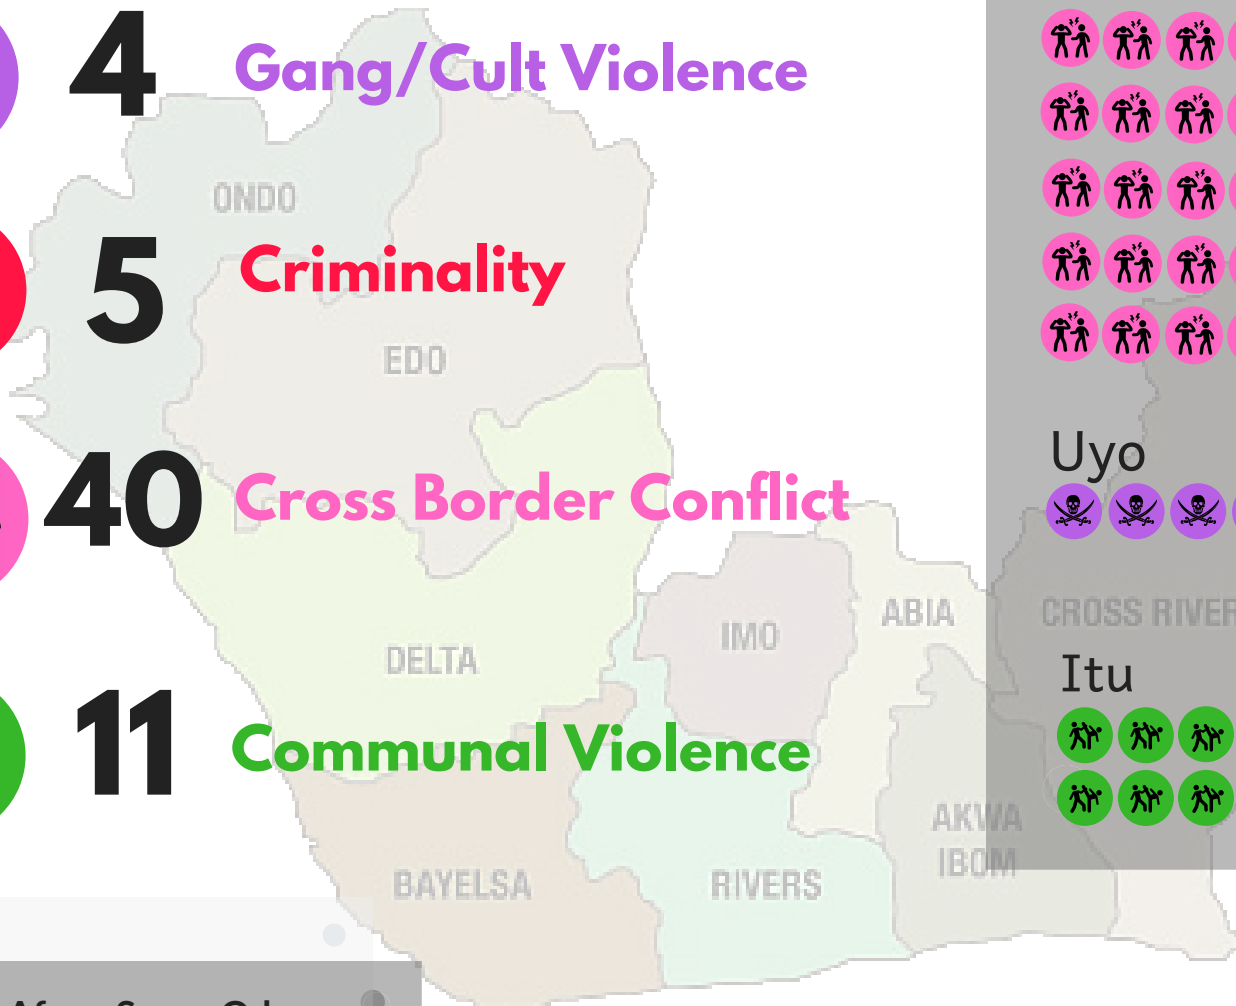 4 Gang/Cult Violence
ONDO
5 Criminality
EDO
40 Cross Border Conflict
DELTA
IMO
ABIA
11 Communal Violence
BAYELSA
RIVERS
AKWA
IBOM
Uyo
CROSS RIVER
Itu